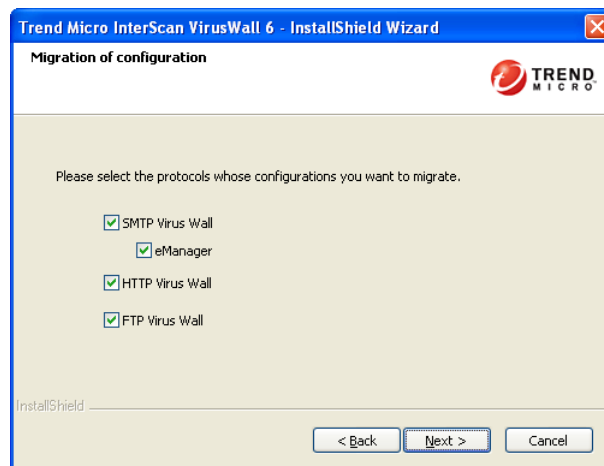 Trend Micro InterScan VirusWall 6 - InstallShield Wizard
Migration of configuration
TREND
MICRO
Please select the protocols whose configurations you want to migrate.
SMTP Virus Wall
eManager
HTTP Virus Wall
FTP Virus Wall
InstallShield
< Back
Next >
Cancel